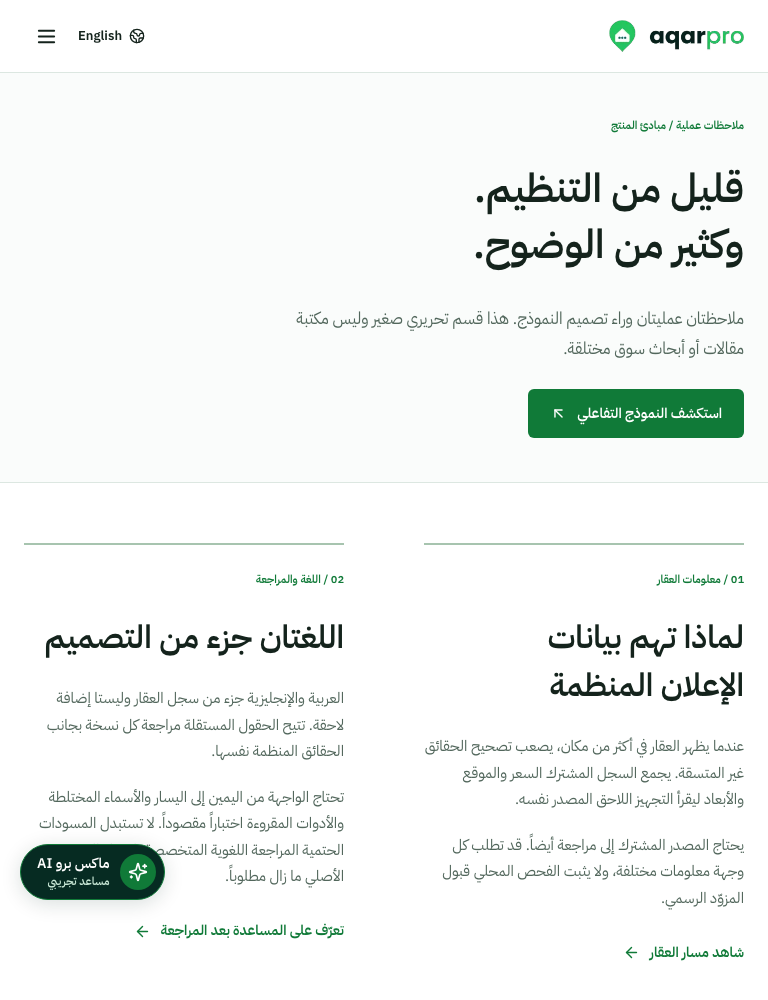 aqarpro
English
ملاحظات عملية / مبادئ المنتج
قليل من التنظيم.
وكثير من الوضوح.
ملاحظتان عمليتان وراء تصميم النموذج. هذا قسم تحريري صغير وليس مكتبة
مقالات أو أبحاث سوق مختلقة.
استكشف النموذج التفاعلي
01 / معلومات العقار
لماذا تهم بيانات
الإعلان المنظمة
عندما يظهر العقار في أكثر من مكان، يصعب تصحيح الحقائق
غير المتسقة. يجمع السجل المشترك السعر والموقع
والأبعاد ليقرأ التجهيز اللاحق المصدر نفسه.
يحتاج المصدر المشترك إلى مراجعة أيضاً. قد تطلب كل
وجهة معلومات مختلفة، ولا يثبت الفحص المحلي قبول
المزوّد الرسمي.
شاهد مسار العقار
02 / اللغة والمراجعة
اللغتان جزء من التصميم
العربية والإنجليزية جزء من سجل العقار وليستا إضافة
لاحقة. تتيح الحقول المستقلة مراجعة كل نسخة بجانب
الحقائق المنظمة نفسها.
تحتاج الواجهة من اليمين إلى اليسار والأسماء المختلطة
والأدوات المقروءة اختباراً مقصوداً. لا تستبدل المسودات
الحتمية المراجعة اللغوية
الأصلي ما زال مطلوباً.
تعرّف على المساعدة بعد المراجعة
ماكس برو AI
مساعد تجريبي